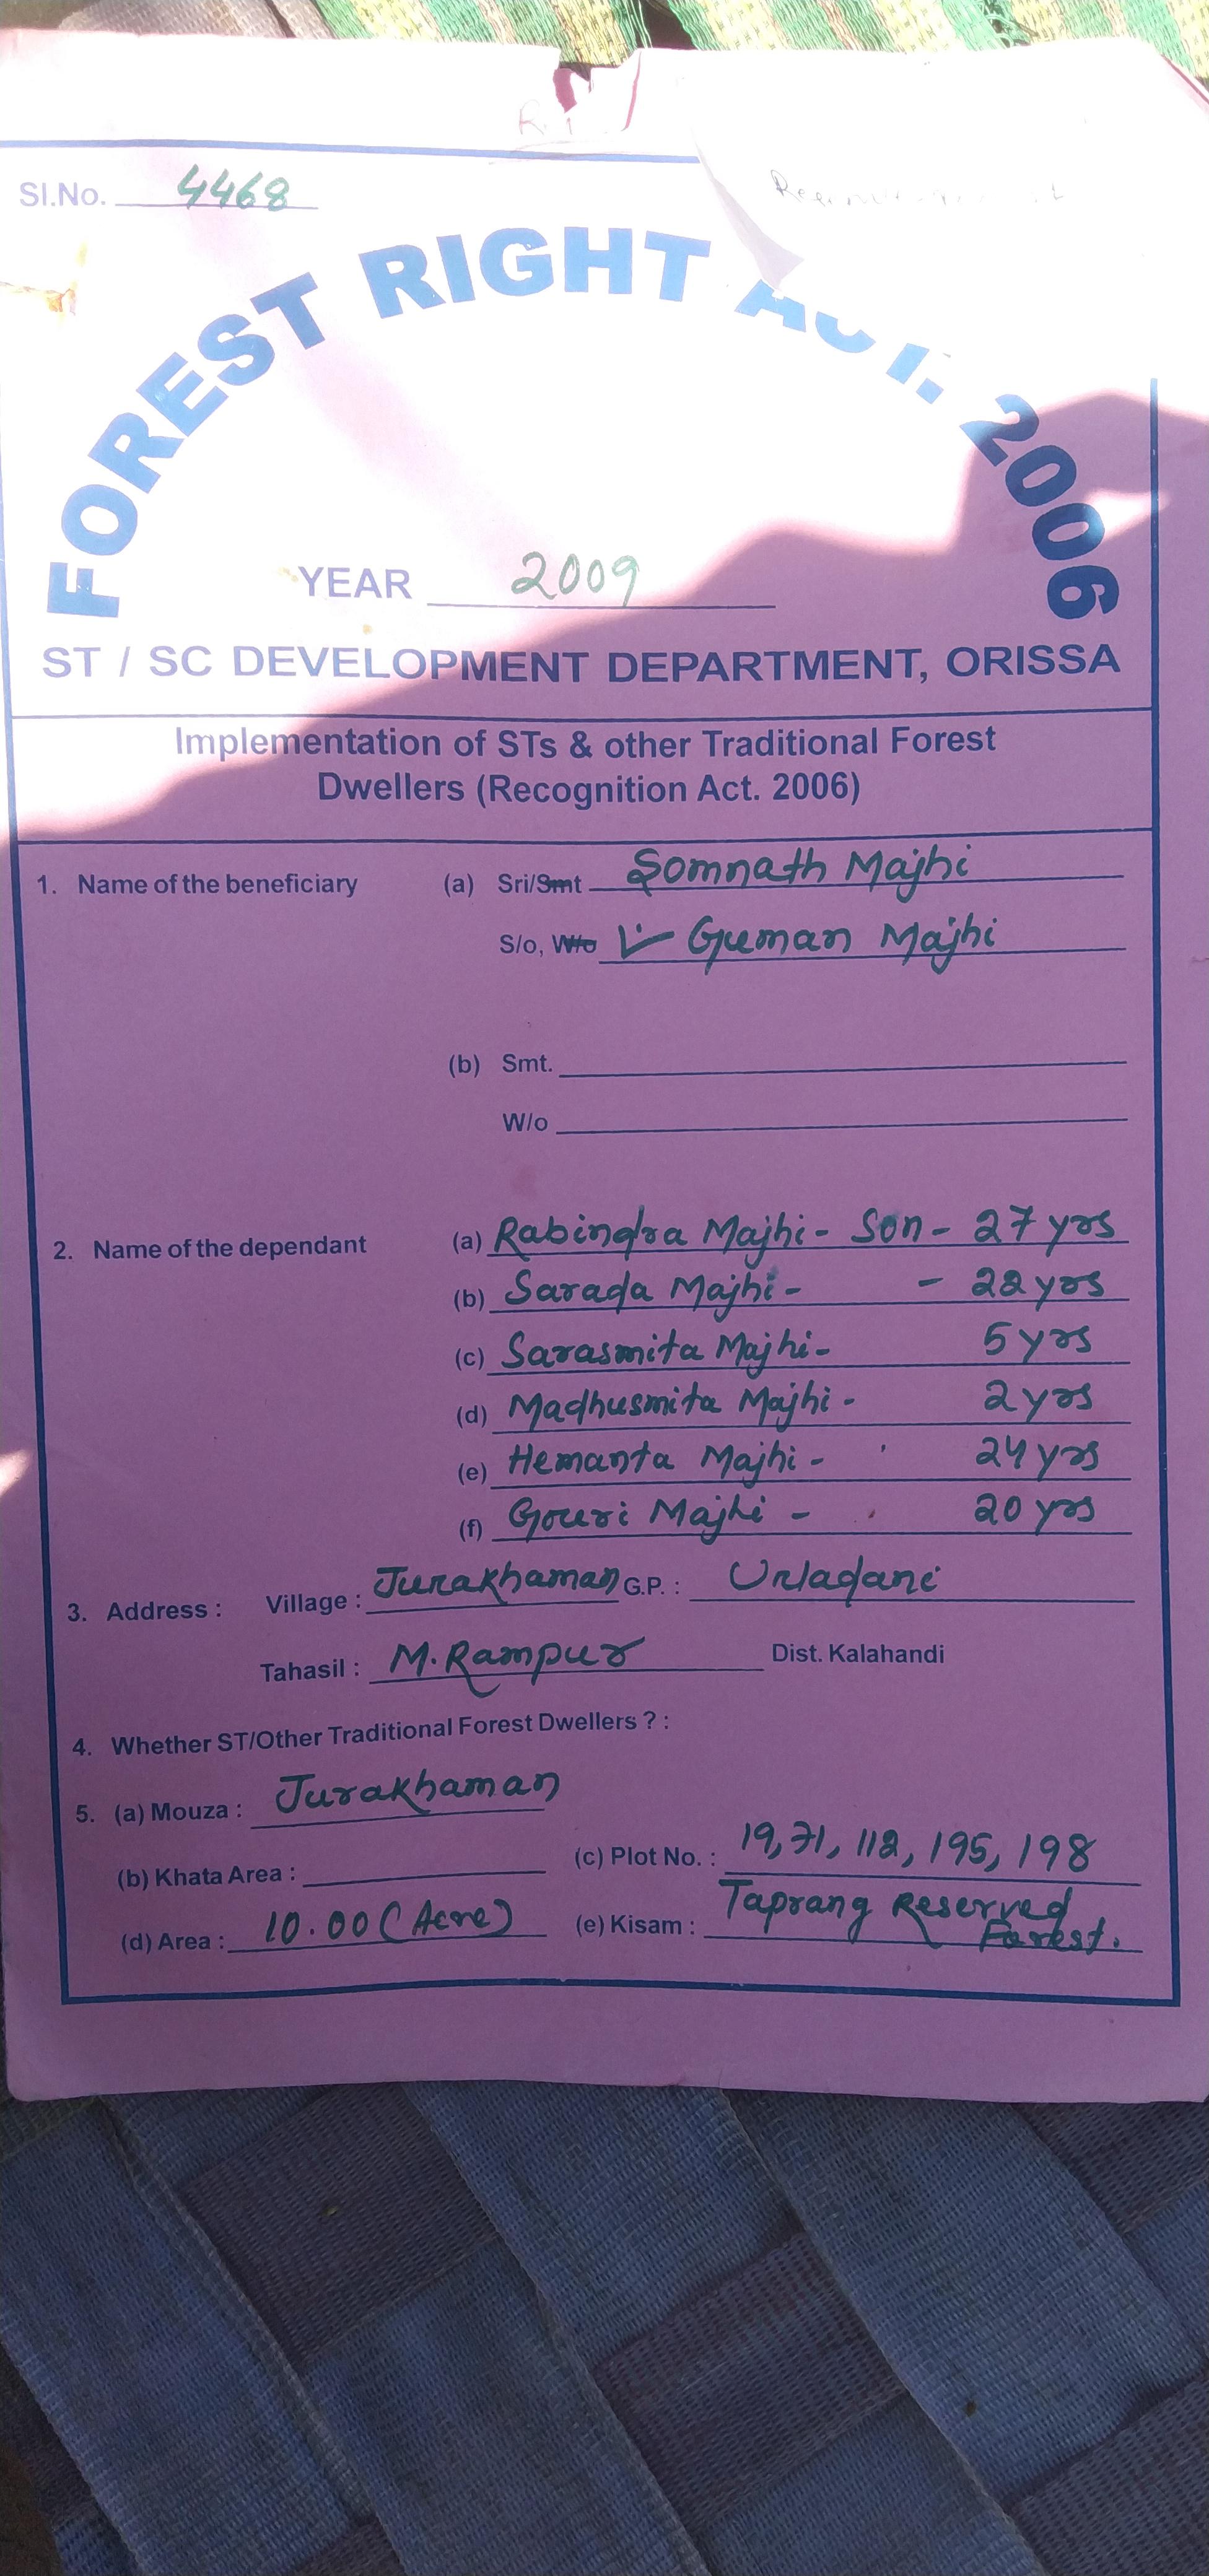 Sl.No. 4468
FOREST RIGHT ACT. 2006
YEAR 2009
ST / SC DEVELOPMENT DEPARTMENT, ORISSA
Implementation of STs & other Traditional Forest
Dwellers (Recognition Act. 2006)
1. Name of the beneficiary (a) Sri/Smt Somnath Majhi
S/o, W/o Guman Majhi
(b) Smt.
W/o
2. Name of the dependant (a) Rabindra Majhi - Son - 27 yrs
(b) Sarada Majhi - - 22 yrs
(c) Sarasmita Majhi - 5 yrs
(d) Madhusmita Majhi - 2 yrs
(e) Hemanta Majhi - 24 yrs
(f) Gouri Majhi - 20 yrs
3. Address : Village : Jurakhaman G.P. : Urladani
Tahasil : M. Rampur Dist. Kalahandi
4. Whether ST/Other Traditional Forest Dwellers ? :
5. (a) Mouza : Jurakhaman
(b) Khata Area : (c) Plot No. : 19, 71, 112, 195, 198
(d) Area : 10.00 (Acre) (e) Kisam : Taprang Reserved
Forest.